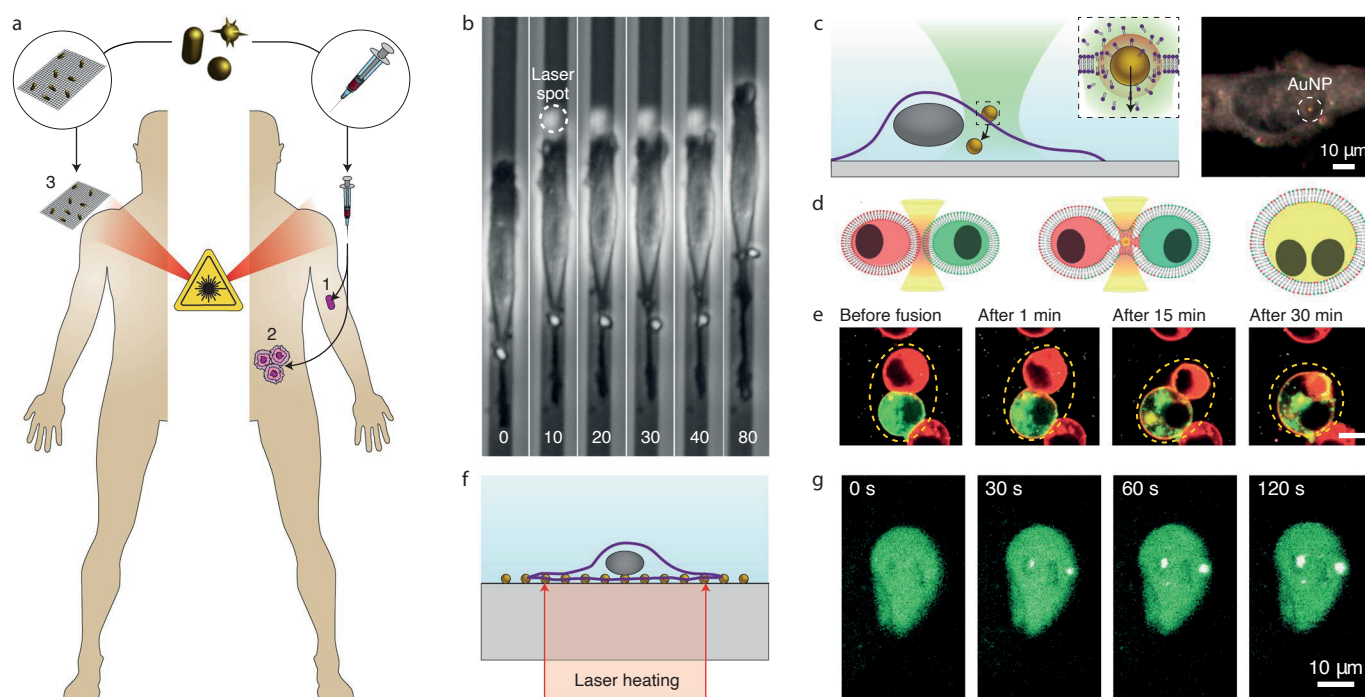 a
3
1
2
b
Laser
spot
0 10 20 30 40 80
c
AuNP
10 µm
d
e
Before fusion After 1 min After 15 min After 30 min
f
Laser heating
g
0 s 30 s 60 s 120 s
10 µm